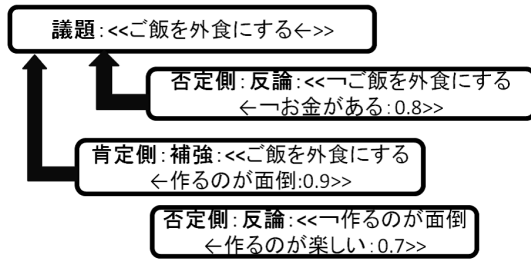 議題:<<ご飯を外食にする←>>
否定側:反論:<<¬ご飯を外食にする
←¬お金がある:0.8>>
肯定側:補強:<<ご飯を外食にする
←作るのが面倒:0.9>>
否定側:反論:<<¬作るのが面倒
←作るのが楽しい:0.7>>